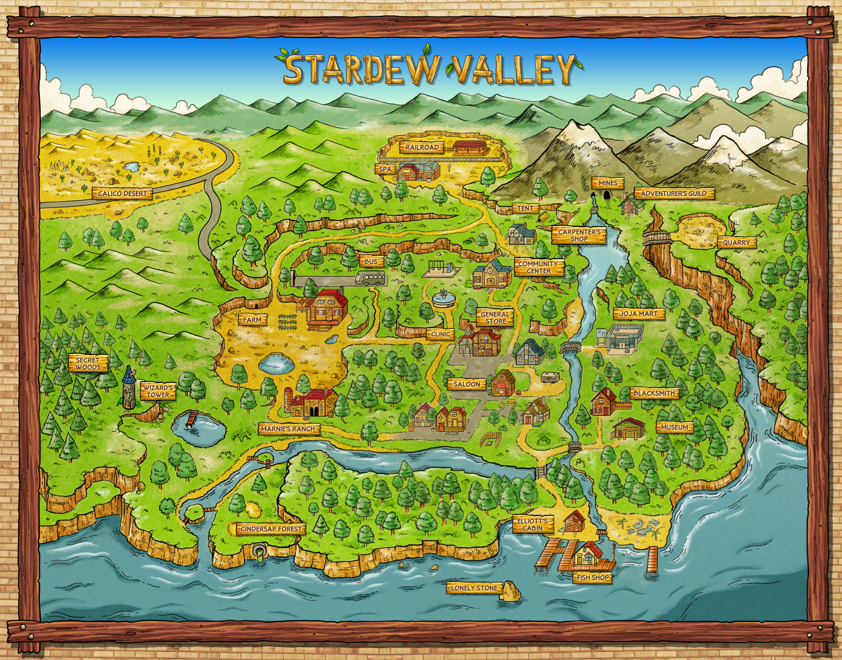 STARDEW VALLEY
RAILROAD
SPA
CALICO DESERT
MINES
ADVENTURER'S GUILD
TENT
CARPENTER'S
SHOP
QUARRY
BUS
COMMUNITY
CENTER
FARM
GENERAL
STORE
JOJA MART
CLINIC
SECRET
WOODS
WIZARD'S
TOWER
SALOON
BLACKSMITH
MARNIE'S RANCH
MUSEUM
CINDERSAP FOREST
ELLIOTT'S
CABIN
FISH SHOP
LONELY STONE